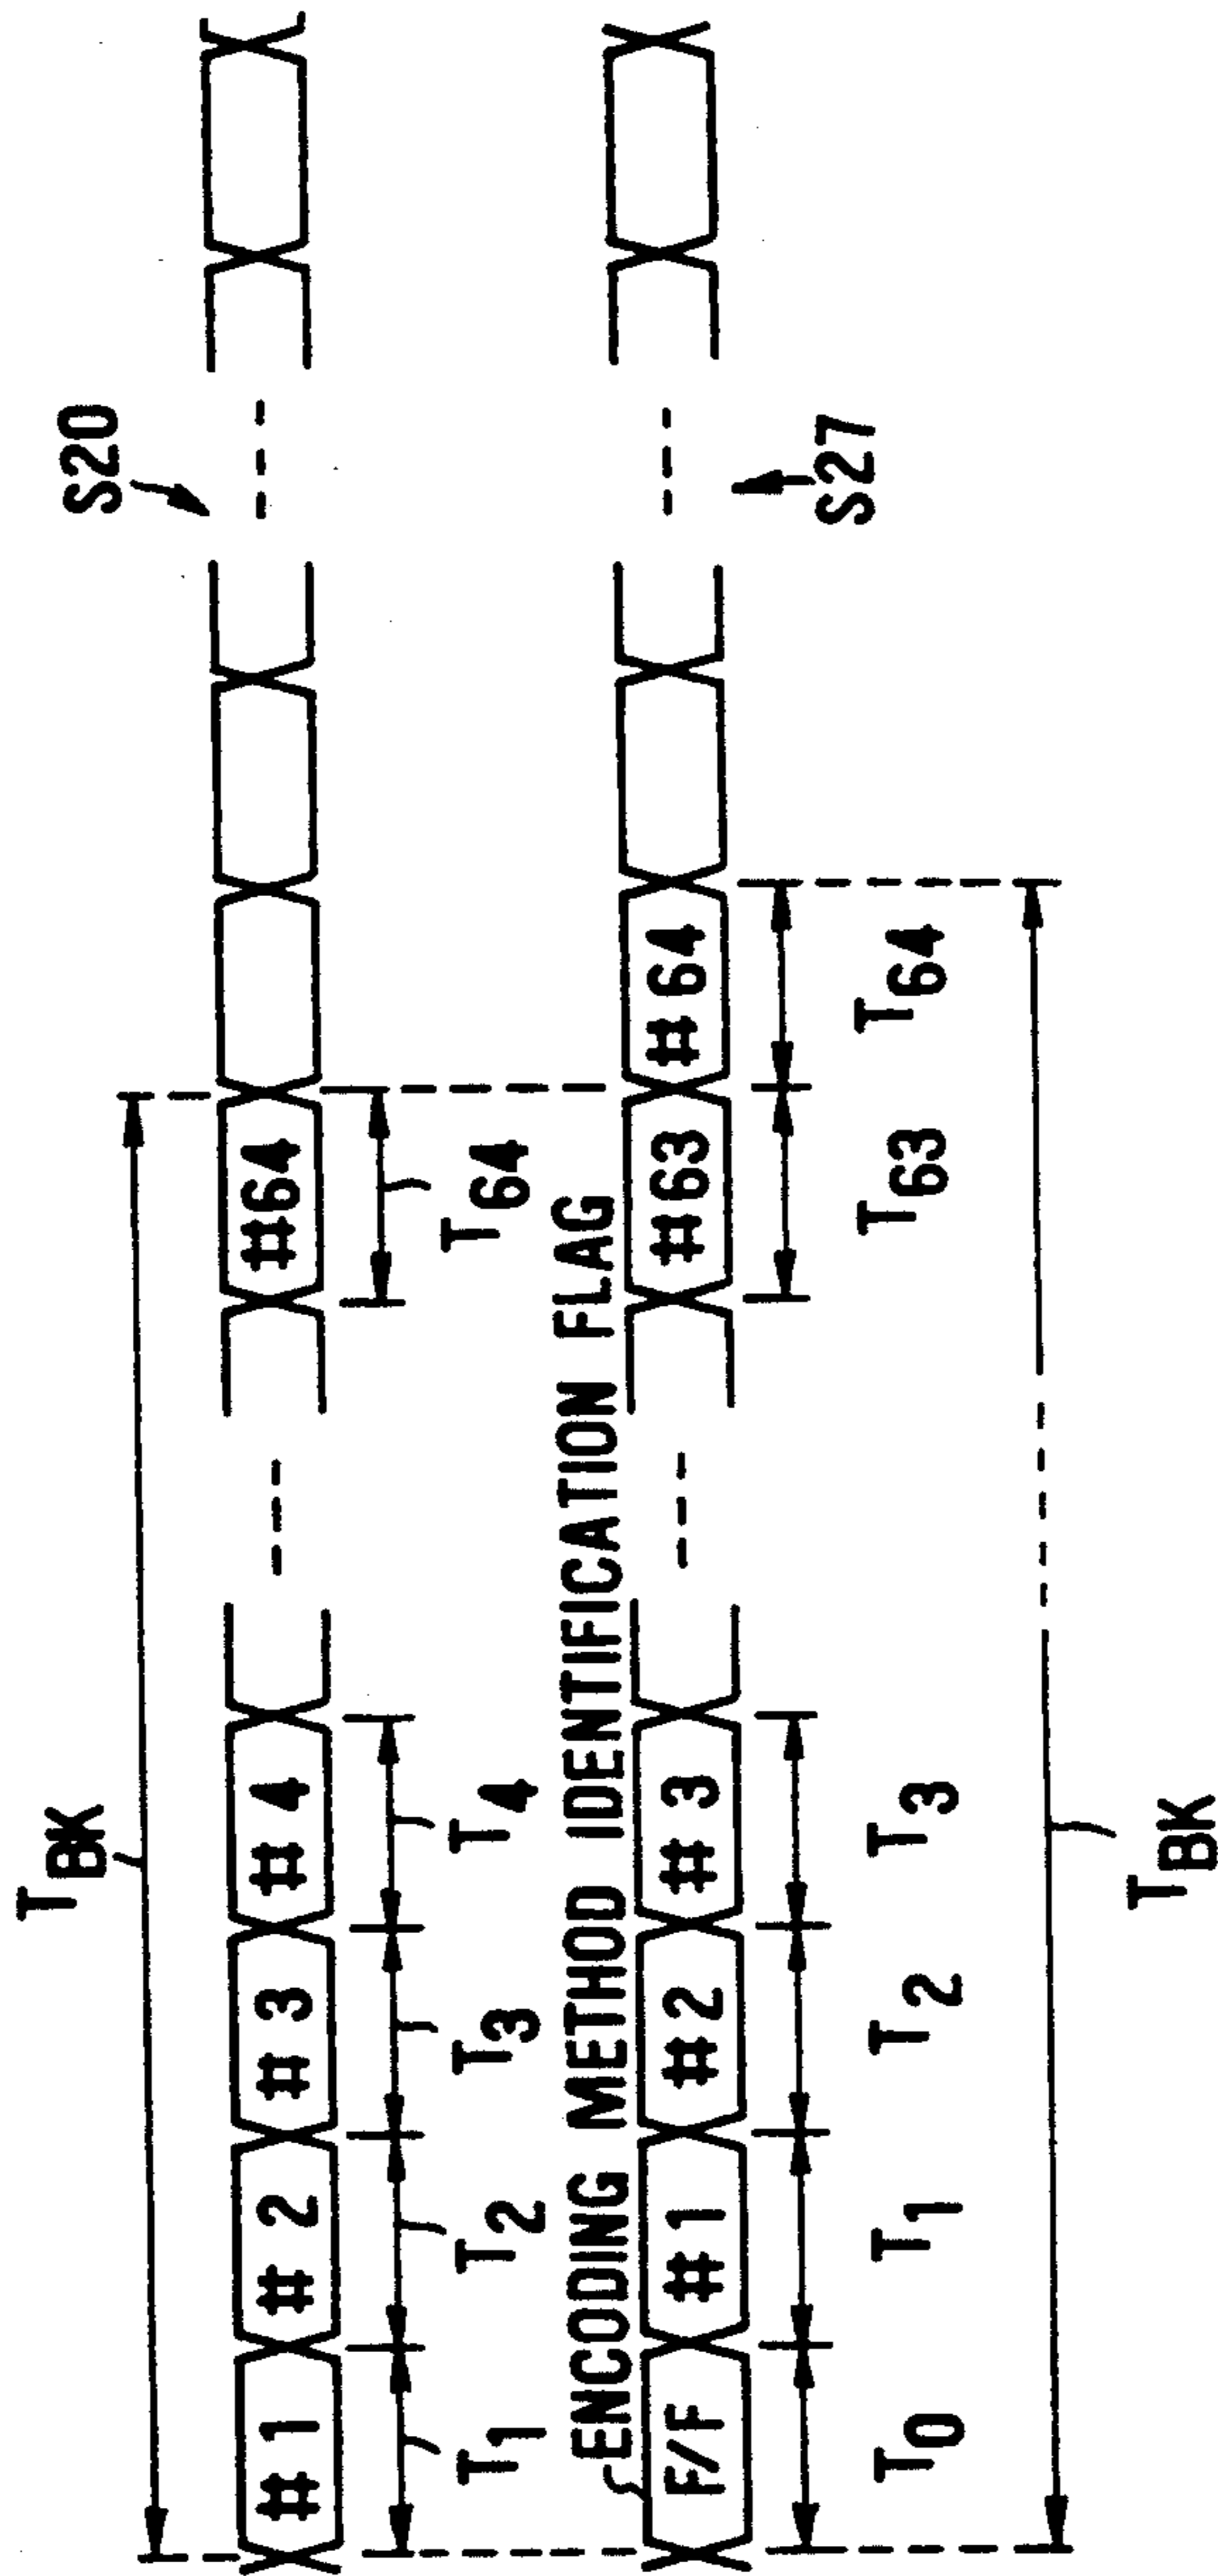 T_BK
S20
#1 #2 #3 #4 --- #64 ---
T_1 T_2 T_3 T_4 T_64
ENCODING METHOD IDENTIFICATION FLAG
F/F #1 #2 #3 --- #63 #64 ---
S27
T_0 T_1 T_2 T_3 T_63 T_64
T_BK